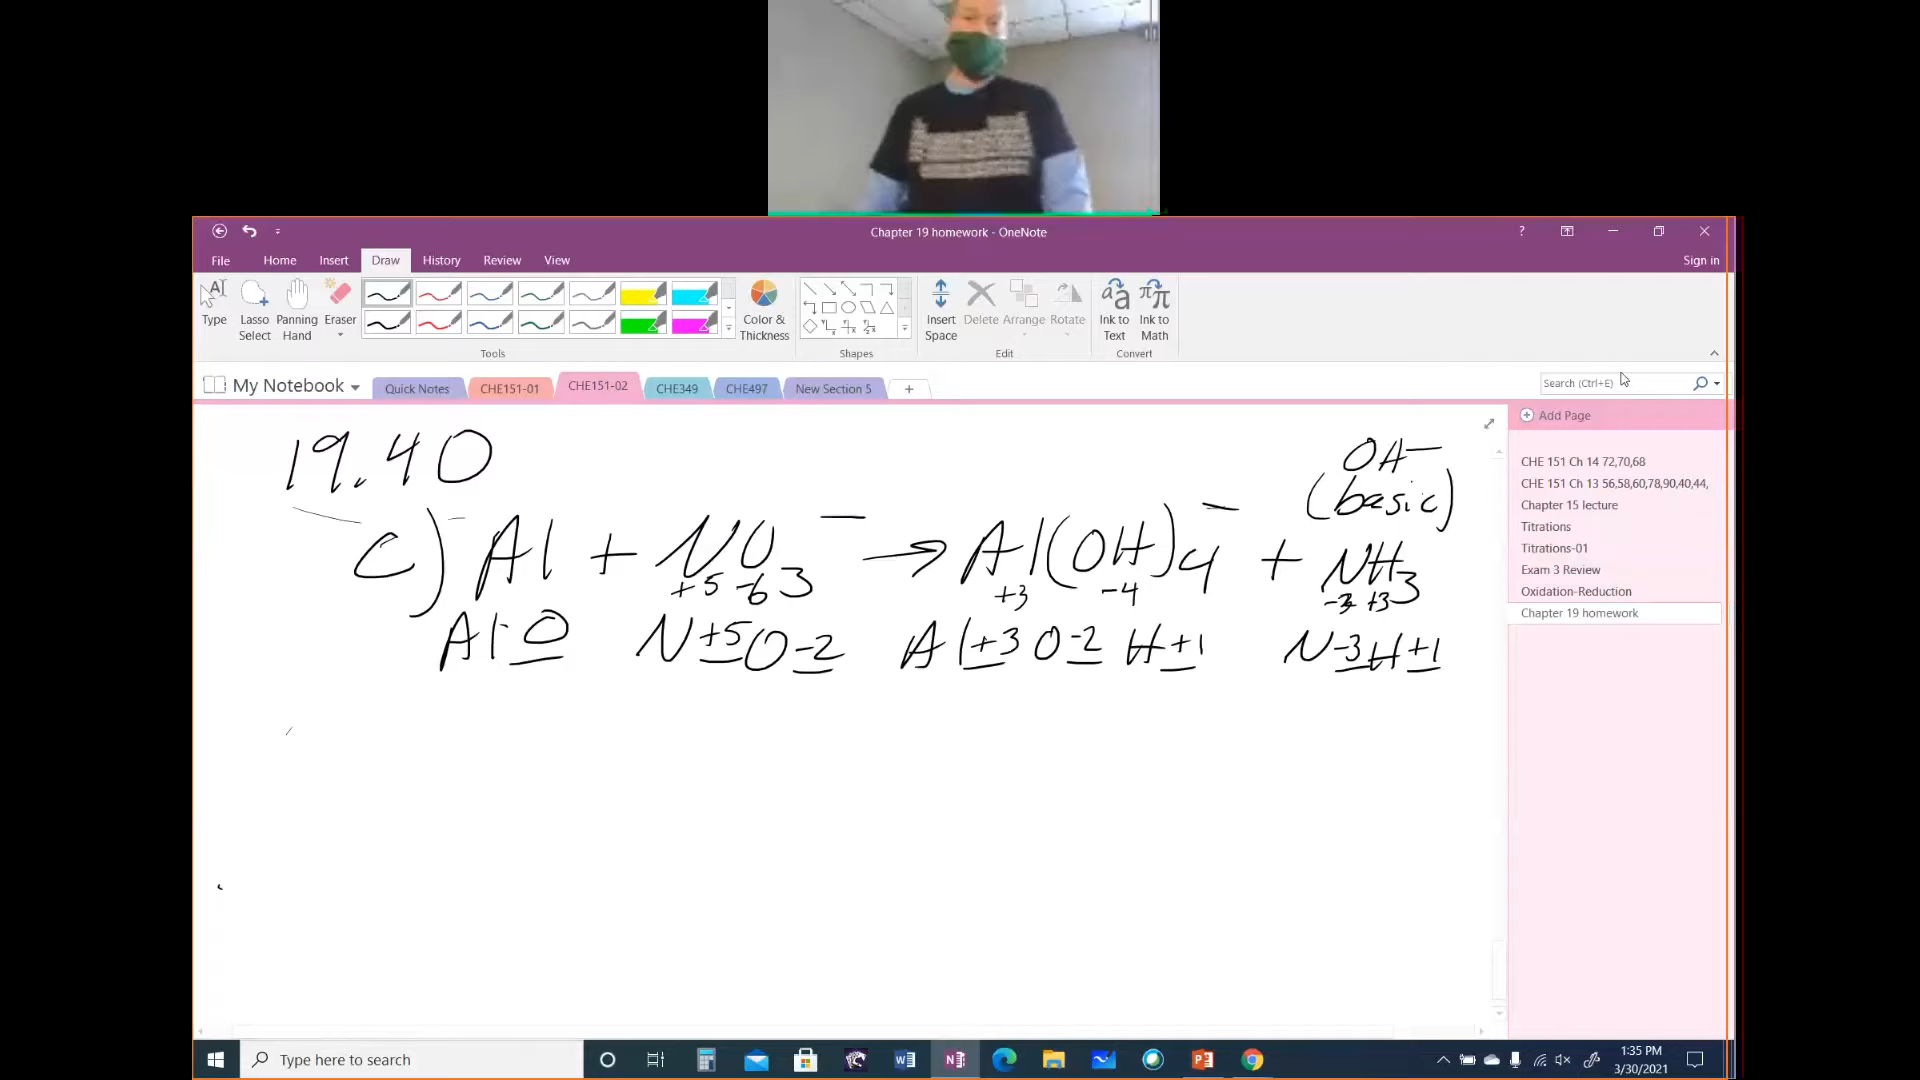 Chapter 19 homework - OneNote
?
File Home Insert Draw History Review View Sign in
Type Lasso Select Panning Hand Eraser Color & Thickness Insert Space Delete Arrange Rotate Ink to Text Ink to Math
Tools Shapes Edit Convert
My Notebook Quick Notes CHE151-01 CHE151-02 CHE349 CHE497 New Section 5 + Search (Ctrl+E)
Add Page
CHE 151 Ch 14 72,70,68
CHE 151 Ch 13 56,58,60,78,90,40,44,
Chapter 15 lecture
Titrations
Titrations-01
Exam 3 Review
Oxidation-Reduction
Chapter 19 homework
19.40
OH-
(basic)
c) Al + NO3- → Al(OH)4- + NH3
+5 -6 +3 -4 -3 +3
Al-0 N+5 O-2 Al+3 O-2 H+1 N-3 H+1
Type here to search
1:35 PM
3/30/2021